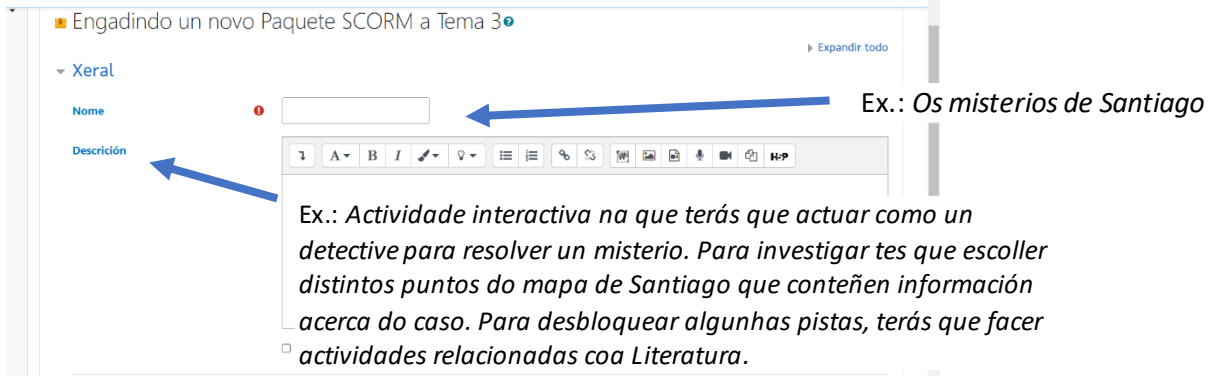 Engadindo un novo Paquete SCORM a Tema 3
Expandir todo
Xeral
Nome
Ex.: Os misterios de Santiago
Descrición
A B I H-P
Ex.: Actividade interactiva na que terás que actuar como un
detective para resolver un misterio. Para investigar tes que escoller
distintos puntos do mapa de Santiago que conteñen información
acerca do caso. Para desbloquear algunhas pistas, terás que facer
actividades relacionadas coa Literatura.